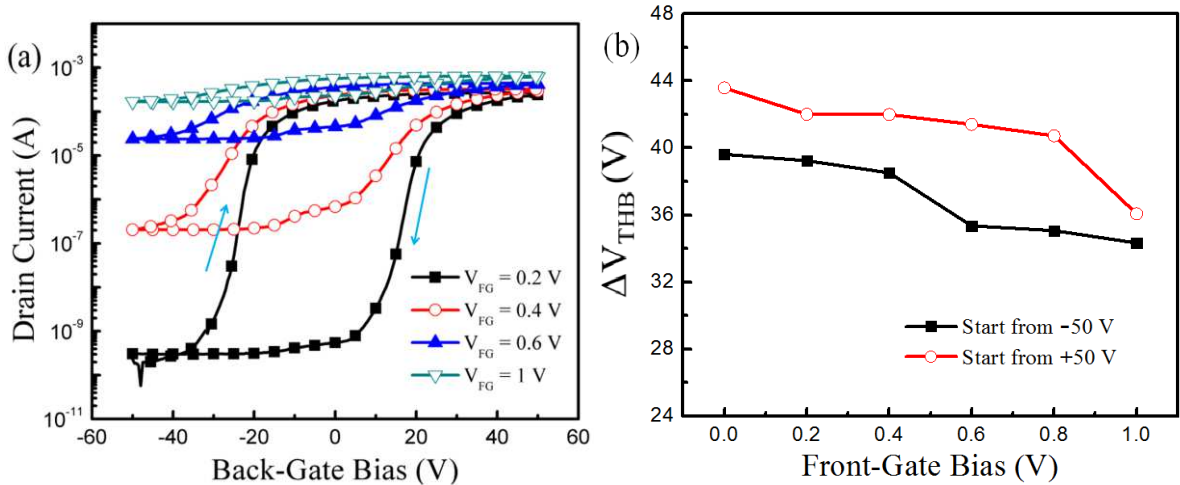 (a)
Drain Current (A)
10⁻³
10⁻⁵
10⁻⁷
10⁻⁹
10⁻¹¹
V_FG = 0.2 V
V_FG = 0.4 V
V_FG = 0.6 V
V_FG = 1 V
-60 -40 -20 0 20 40 60
Back-Gate Bias (V)
(b)
ΔV_THB (V)
48
44
40
36
32
28
24
Start from −50 V
Start from +50 V
0.0 0.2 0.4 0.6 0.8 1.0
Front-Gate Bias (V)